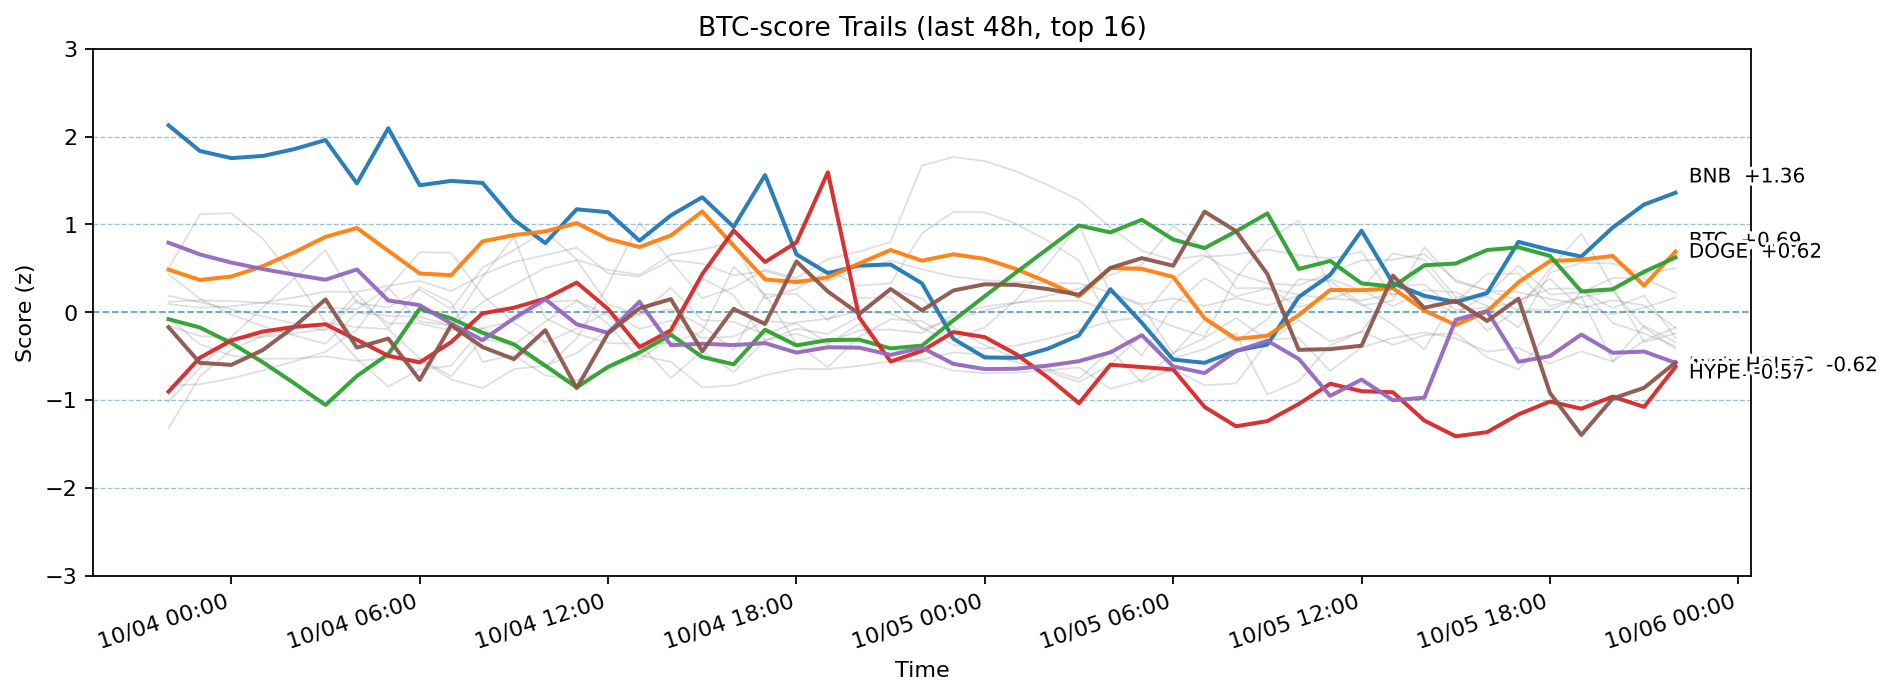 BTC-score Trails (last 48h, top 16)
3
2
1
0
−1
−2
−3
Score (z)
BNB +1.36
BTC +0.69
DOGE +0.62
-0.62
HYPE -0.57
10/04 00:00
10/04 06:00
10/04 12:00
10/04 18:00
10/05 00:00
10/05 06:00
10/05 12:00
10/05 18:00
10/06 00:00
Time